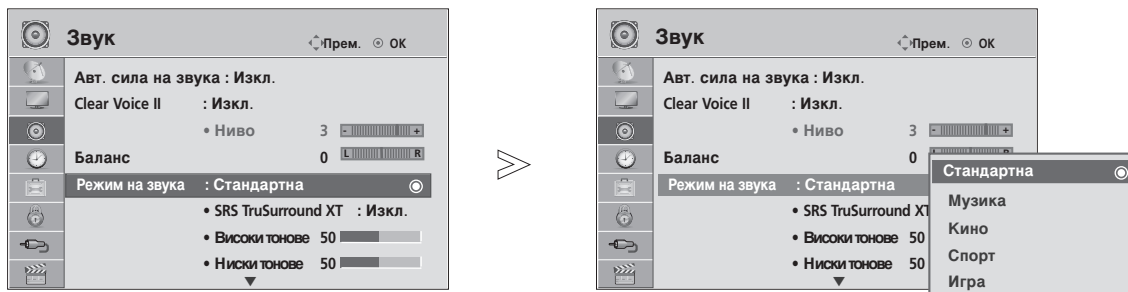 Звук Прем. OK
Авт. сила на звука : Изкл.
Clear Voice II : Изкл.
• Ниво 3 - +
Баланс 0 L R
Режим на звука : Стандартна
• SRS TruSurround XT : Изкл.
• Високи тонове 50
• Ниски тонове 50
Звук Прем. OK
Авт. сила на звука : Изкл.
Clear Voice II : Изкл.
• Ниво 3 - +
Баланс 0
Режим на звука : Стандартна
• SRS TruSurround XT
• Високи тонове 50
• Ниски тонове 50
Стандартна
Музика
Кино
Спорт
Игра